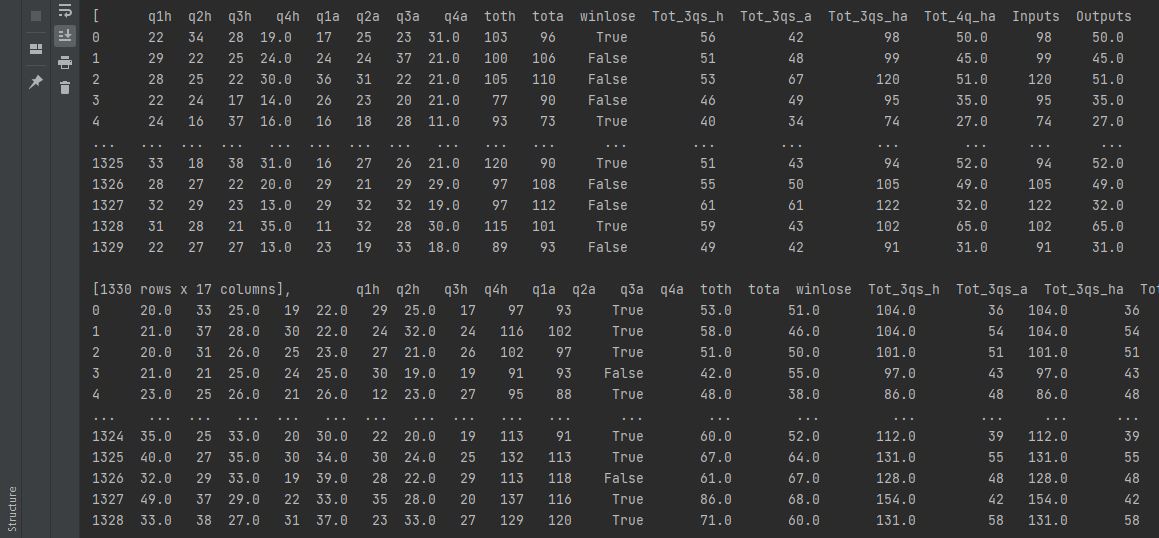 [ q1h q2h q3h q4h q1a q2a q3a q4a toth tota winlose Tot_3qs_h Tot_3qs_a Tot_3qs_ha Tot_4q_ha Inputs Outputs
0 22 34 28 19.0 17 25 23 31.0 103 96 True 56 42 98 50.0 98 50.0
1 29 22 25 24.0 24 24 37 21.0 100 106 False 51 48 99 45.0 99 45.0
2 28 25 22 30.0 36 31 22 21.0 105 110 False 53 67 120 51.0 120 51.0
3 22 24 17 14.0 26 23 20 21.0 77 90 False 46 49 95 35.0 95 35.0
4 24 16 37 16.0 16 18 28 11.0 93 73 True 40 34 74 27.0 74 27.0
... ... ... ... ... ... ... ... ... ... ... ... ... ... ... ... ... ...
1325 33 18 38 31.0 16 27 26 21.0 120 90 True 51 43 94 52.0 94 52.0
1326 28 27 22 20.0 29 21 29 29.0 97 108 False 55 50 105 49.0 105 49.0
1327 32 29 23 13.0 29 32 32 19.0 97 112 False 61 61 122 32.0 122 32.0
1328 31 28 21 35.0 11 32 28 30.0 115 101 True 59 43 102 65.0 102 65.0
1329 22 27 27 13.0 23 19 33 18.0 89 93 False 49 42 91 31.0 91 31.0
[1330 rows x 17 columns], q1h q2h q3h q4h q1a q2a q3a q4a toth tota winlose Tot_3qs_h Tot_3qs_a Tot_3qs_ha To
0 20.0 33 25.0 19 22.0 29 25.0 17 97 93 True 53.0 51.0 104.0 36 104.0 36
1 21.0 37 28.0 30 22.0 24 32.0 24 116 102 True 58.0 46.0 104.0 54 104.0 54
2 20.0 31 26.0 25 23.0 27 21.0 26 102 97 True 51.0 50.0 101.0 51 101.0 51
3 21.0 21 25.0 24 25.0 30 19.0 19 91 93 False 42.0 55.0 97.0 43 97.0 43
4 23.0 25 26.0 21 26.0 12 23.0 27 95 88 True 48.0 38.0 86.0 48 86.0 48
... ... ... ... ... ... ... ... ... ... ... ... ... ... ... ... ... ...
1324 35.0 25 33.0 20 30.0 22 20.0 19 113 91 True 60.0 52.0 112.0 39 112.0 39
1325 40.0 27 35.0 30 34.0 30 24.0 25 132 113 True 67.0 64.0 131.0 55 131.0 55
1326 32.0 29 33.0 19 39.0 28 22.0 29 113 118 False 61.0 67.0 128.0 48 128.0 48
1327 49.0 37 29.0 22 33.0 35 28.0 20 137 116 True 86.0 68.0 154.0 42 154.0 42
1328 33.0 38 27.0 31 37.0 23 33.0 27 129 120 True 71.0 60.0 131.0 58 131.0 58
Structure